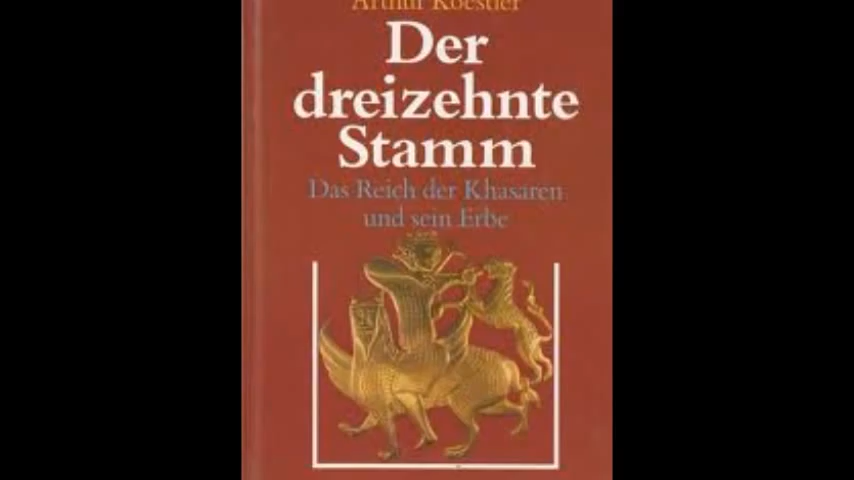 Arthur Koestler
Der
dreizehnte
Stamm
Das Reich der Khasaren
und sein Erbe